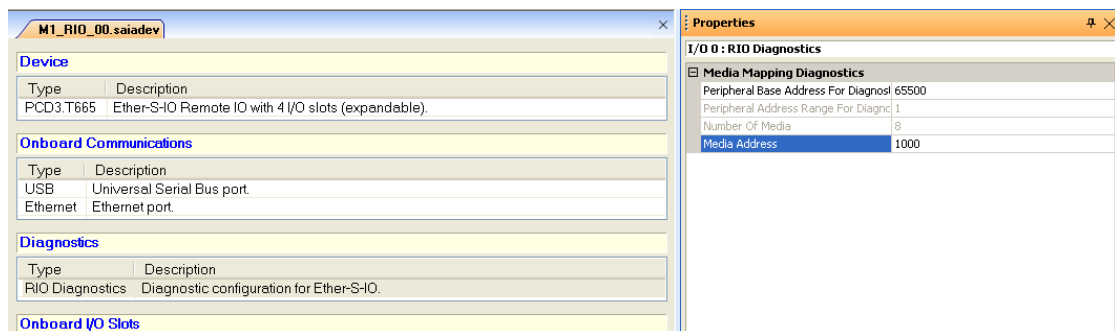 M1_RIO_00.saiadev
Device
Type Description
PCD3.T665 Ether-S-IO Remote IO with 4 I/O slots (expandable).
Onboard Communications
Type Description
USB Universal Serial Bus port.
Ethernet Ethernet port.
Diagnostics
Type Description
RIO Diagnostics Diagnostic configuration for Ether-S-IO.
Onboard I/O Slots
Properties
I/O 0 : RIO Diagnostics
Media Mapping Diagnostics
Peripheral Base Address For Diagnost 65500
Peripheral Address Range For Diagnc 1
Number Of Media 8
Media Address 1000